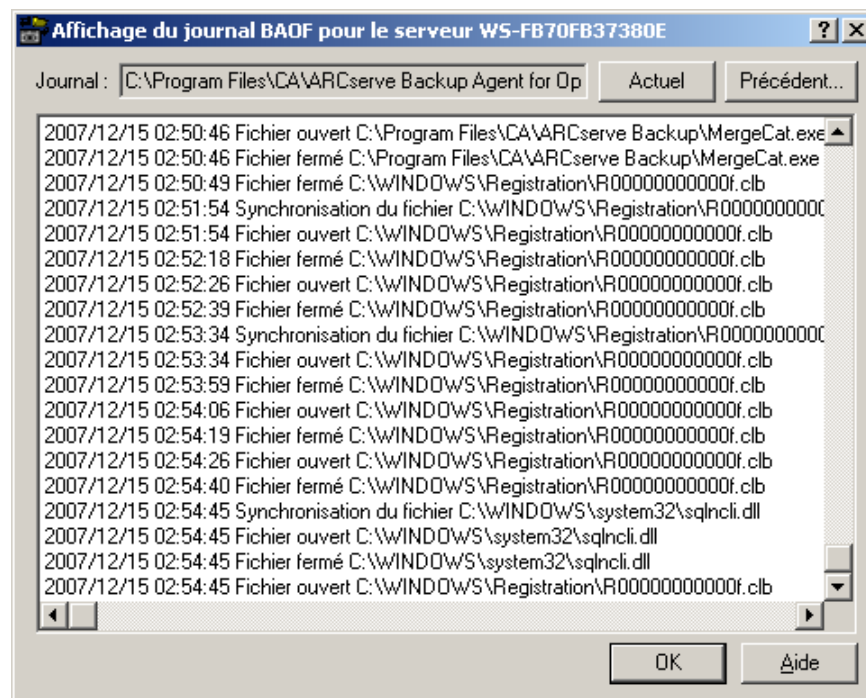 Affichage du journal BAOF pour le serveur WS-FB70FB37380E
Journal : C:\Program Files\CA\ARCserve Backup Agent for Op Actuel Précédent...
2007/12/15 02:50:46 Fichier ouvert C:\Program Files\CA\ARCserve Backup\MergeCat.exe
2007/12/15 02:50:46 Fichier fermé C:\Program Files\CA\ARCserve Backup\MergeCat.exe
2007/12/15 02:50:49 Fichier fermé C:\WINDOWS\Registration\R00000000000f.clb
2007/12/15 02:51:54 Synchronisation du fichier C:\WINDOWS\Registration\R0000000000
2007/12/15 02:51:54 Fichier ouvert C:\WINDOWS\Registration\R00000000000f.clb
2007/12/15 02:52:18 Fichier fermé C:\WINDOWS\Registration\R00000000000f.clb
2007/12/15 02:52:26 Fichier ouvert C:\WINDOWS\Registration\R00000000000f.clb
2007/12/15 02:52:39 Fichier fermé C:\WINDOWS\Registration\R00000000000f.clb
2007/12/15 02:53:34 Synchronisation du fichier C:\WINDOWS\Registration\R0000000000
2007/12/15 02:53:34 Fichier ouvert C:\WINDOWS\Registration\R00000000000f.clb
2007/12/15 02:53:59 Fichier fermé C:\WINDOWS\Registration\R00000000000f.clb
2007/12/15 02:54:06 Fichier ouvert C:\WINDOWS\Registration\R00000000000f.clb
2007/12/15 02:54:19 Fichier fermé C:\WINDOWS\Registration\R00000000000f.clb
2007/12/15 02:54:26 Fichier ouvert C:\WINDOWS\Registration\R00000000000f.clb
2007/12/15 02:54:40 Fichier fermé C:\WINDOWS\Registration\R00000000000f.clb
2007/12/15 02:54:45 Synchronisation du fichier C:\WINDOWS\system32\sqlncli.dll
2007/12/15 02:54:45 Fichier ouvert C:\WINDOWS\system32\sqlncli.dll
2007/12/15 02:54:45 Fichier fermé C:\WINDOWS\system32\sqlncli.dll
2007/12/15 02:54:45 Fichier ouvert C:\WINDOWS\Registration\R00000000000f.clb
OK Aide